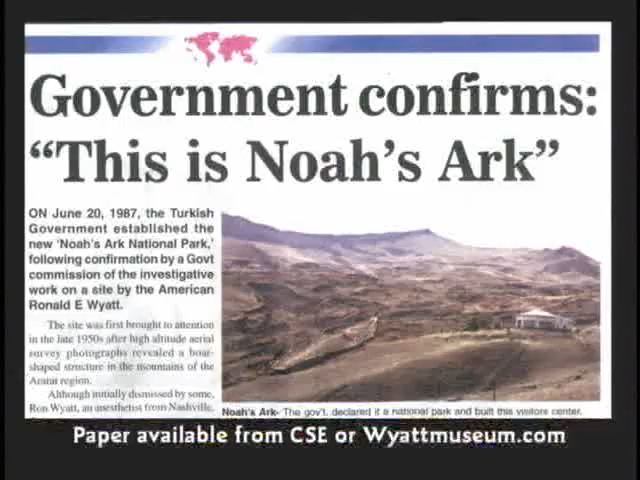 Government confirms:
“This is Noah’s Ark”
ON June 20, 1987, the Turkish
Government established the
new ‘Noah’s Ark National Park,’
following confirmation by a Govt
commission of the investigative
work on a site by the American
Ronald E Wyatt.
The site was first brought to attention
in the late 1950s after high altitude aerial
survey photographs revealed a boat-
shaped structure in the mountains of the
Ararat region.
Although initially dismissed by some,
Ron Wyatt, an anesthetist from Nashville,
Noah’s Ark- The gov’t. declared it a national park and built this visitors center.
Paper available from CSE or Wyattmuseum.com